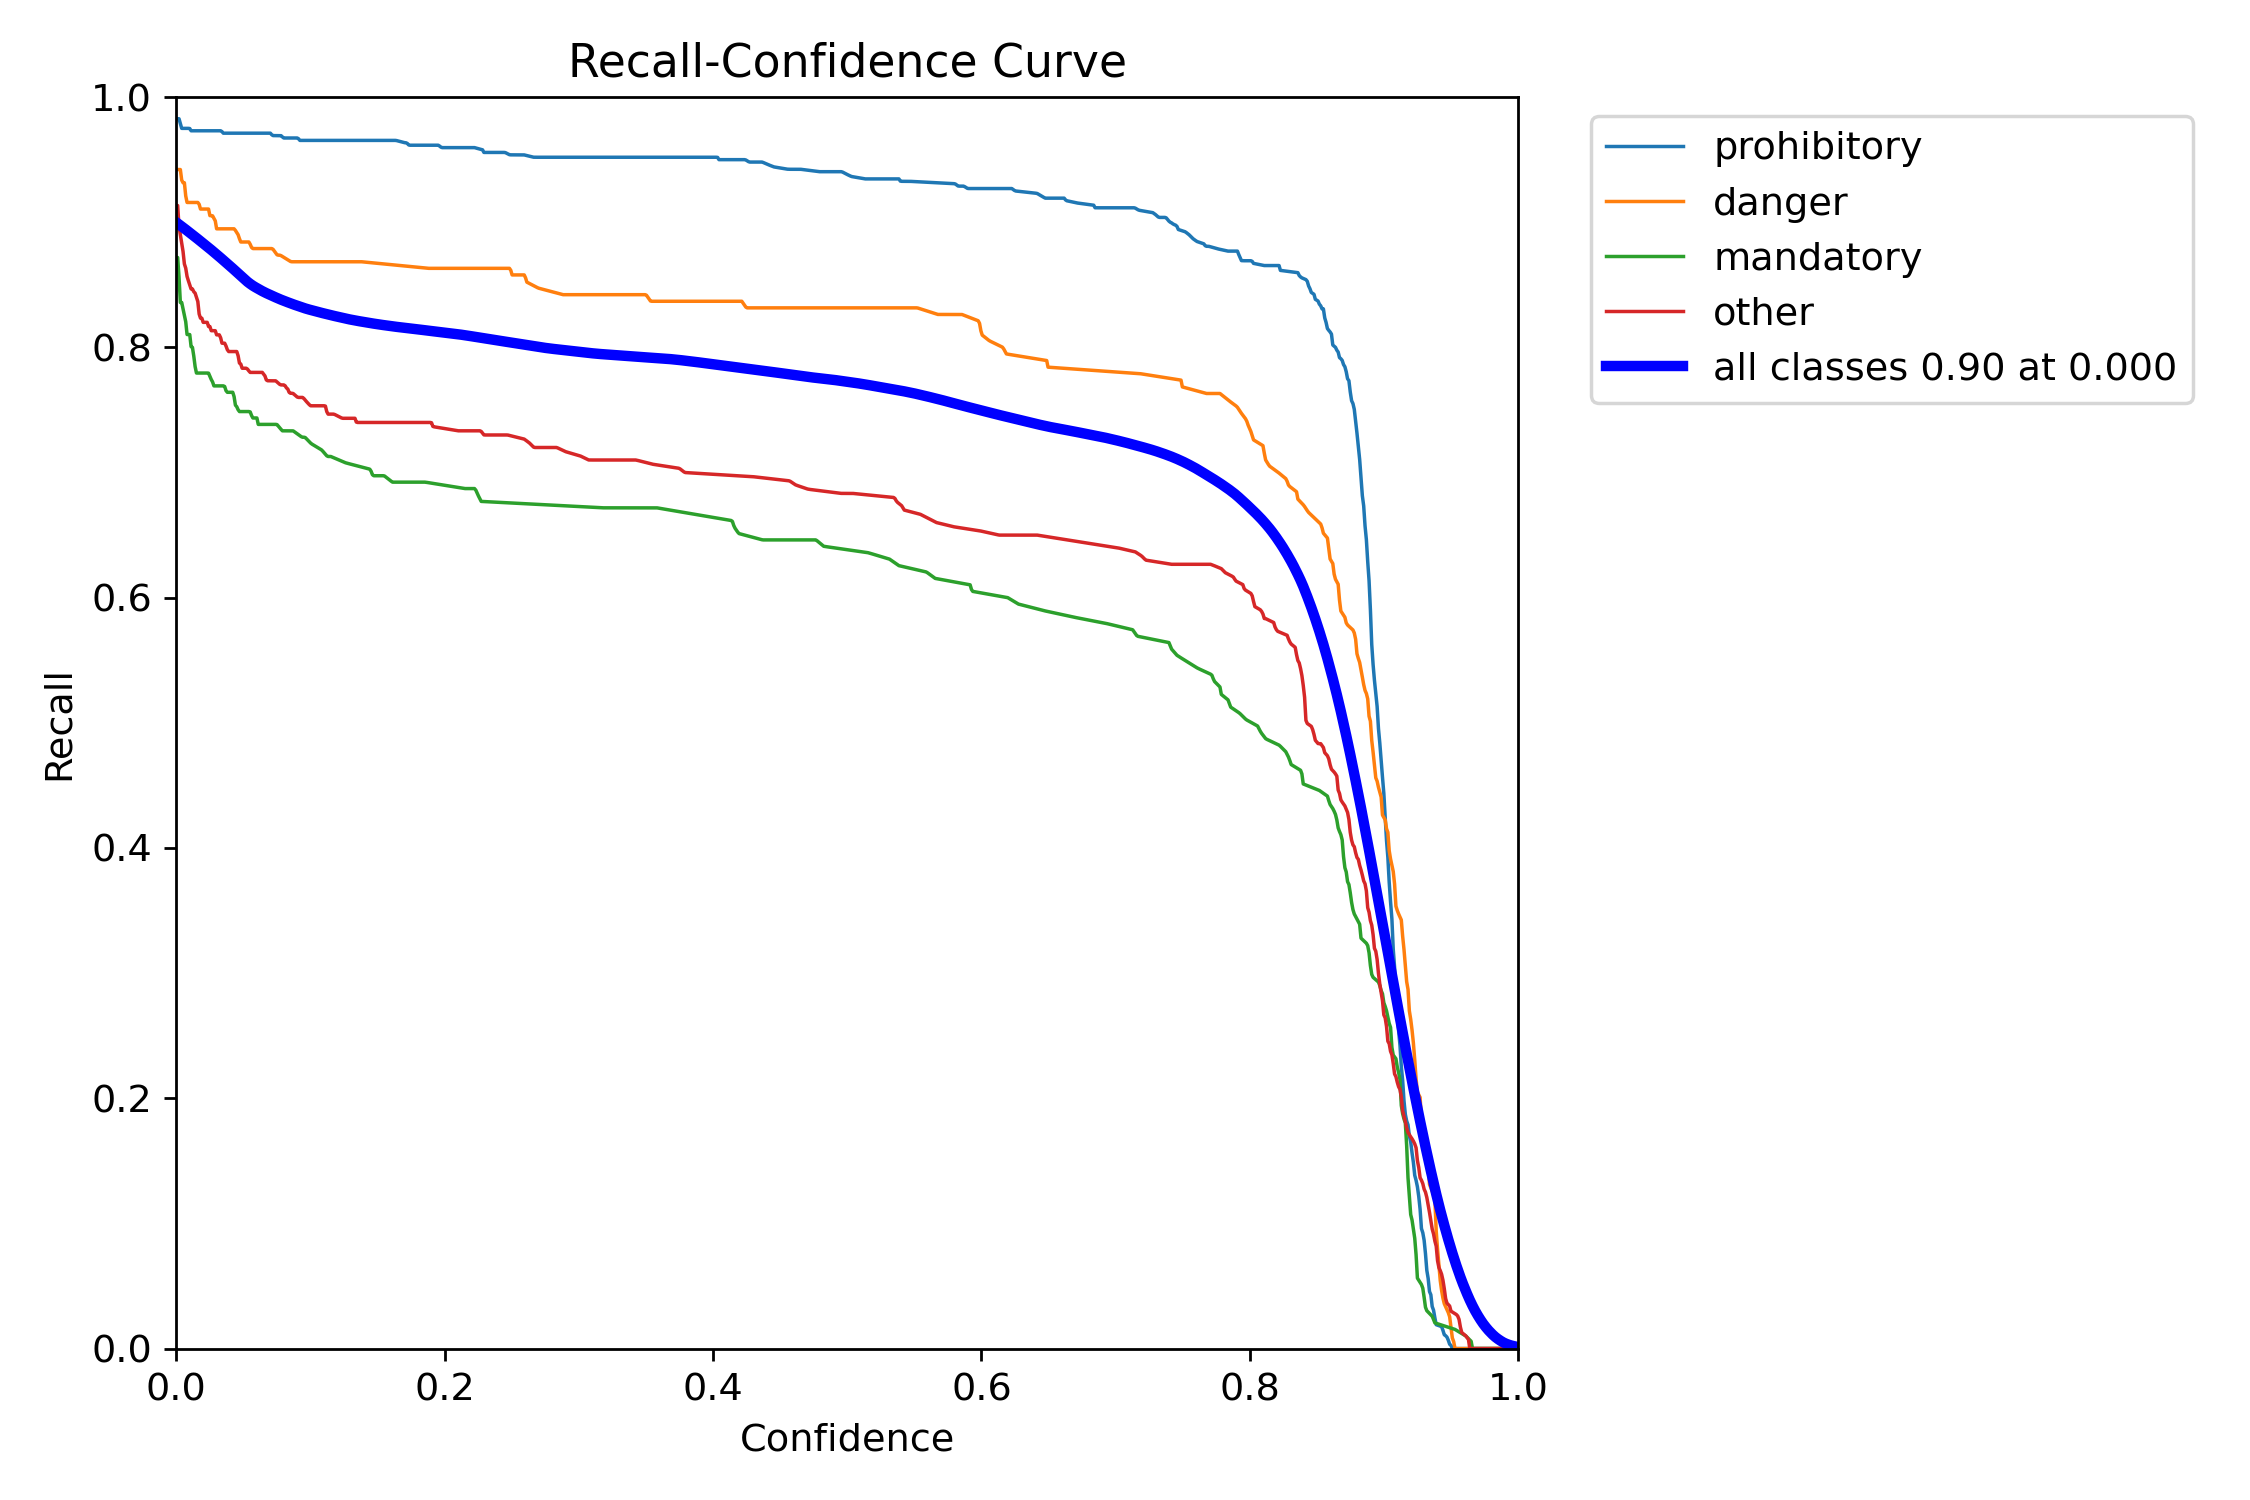 Recall-Confidence Curve
1.0
0.8
0.6
0.4
0.2
0.0
Recall
0.0 0.2 0.4 0.6 0.8 1.0
Confidence
prohibitory
danger
mandatory
other
all classes 0.90 at 0.000